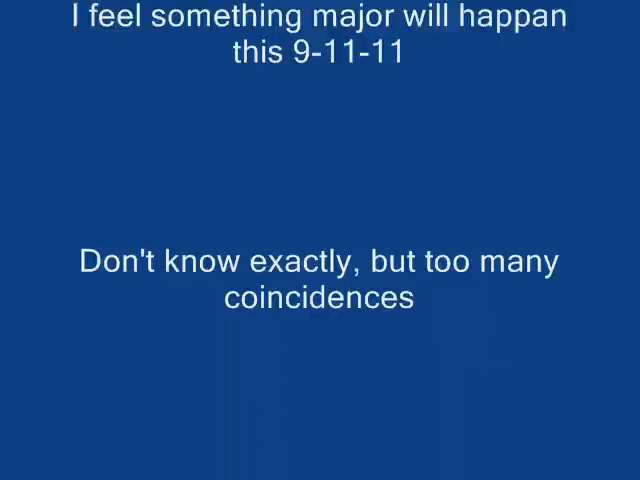 I feel something major will happan
this 9-11-11
Don't know exactly, but too many
coincidences